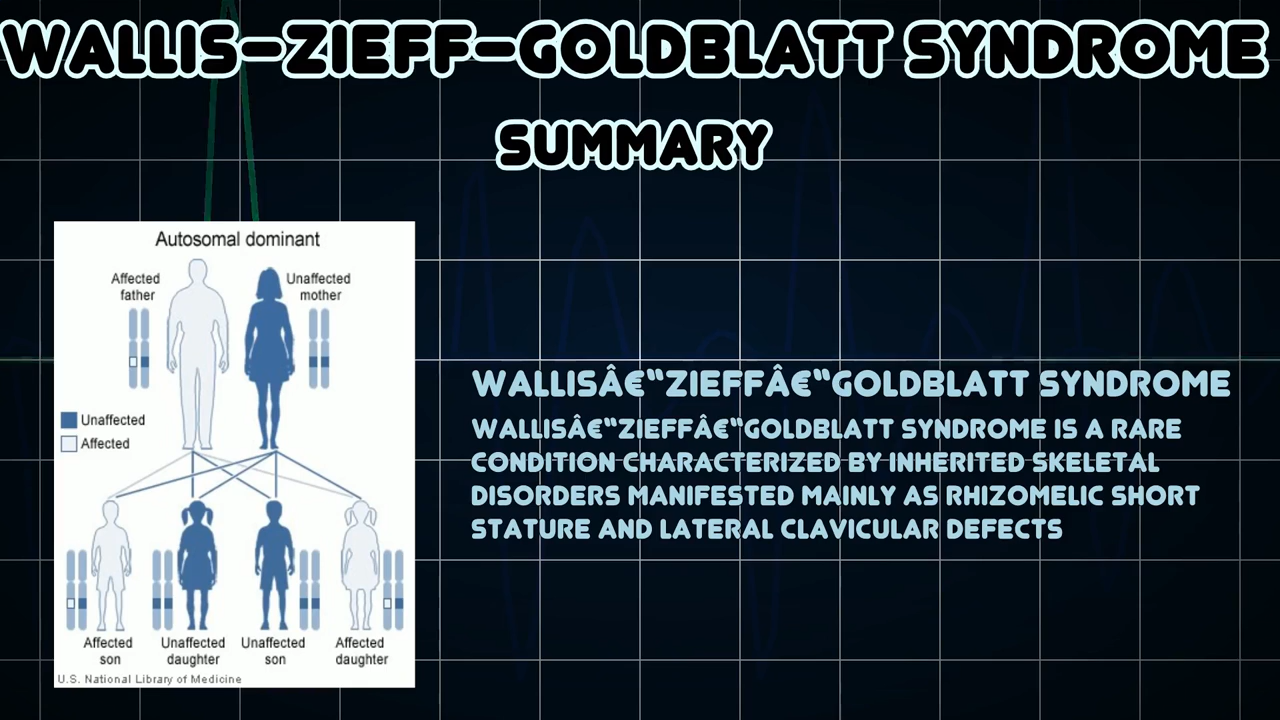 WALLIS–ZIEFF–GOLDBLATT SYNDROME
SUMMARY
Autosomal dominant
Affected father
Unaffected mother
Unaffected
Affected
Affected son
Unaffected daughter
Unaffected son
Affected daughter
U.S. National Library of Medicine
WALLISÂ€“ZIEFFÂ€“GOLDBLATT SYNDROME
WALLISÂ€“ZIEFFÂ€“GOLDBLATT SYNDROME IS A RARE
CONDITION CHARACTERIZED BY INHERITED SKELETAL
DISORDERS MANIFESTED MAINLY AS RHIZOMELIC SHORT
STATURE AND LATERAL CLAVICULAR DEFECTS